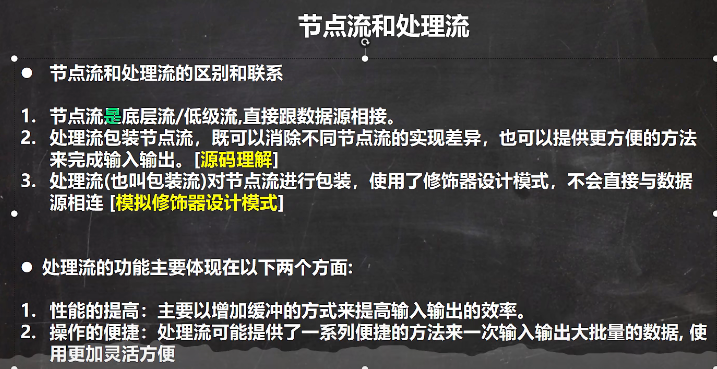 节点流和处理流
● 节点流和处理流的区别和联系
1. 节点流是底层流/低级流,直接跟数据源相接。
2. 处理流包装节点流，既可以消除不同节点流的实现差异，也可以提供更方便的方法
来完成输入输出。[源码理解]
3. 处理流(也叫包装流)对节点流进行包装，使用了修饰器设计模式，不会直接与数据
源相连 [模拟修饰器设计模式]
● 处理流的功能主要体现在以下两个方面:
1. 性能的提高：主要以增加缓冲的方式来提高输入输出的效率。
2. 操作的便捷：处理流可能提供了一系列便捷的方法来一次输入输出大批量的数据, 使
用更加灵活方便